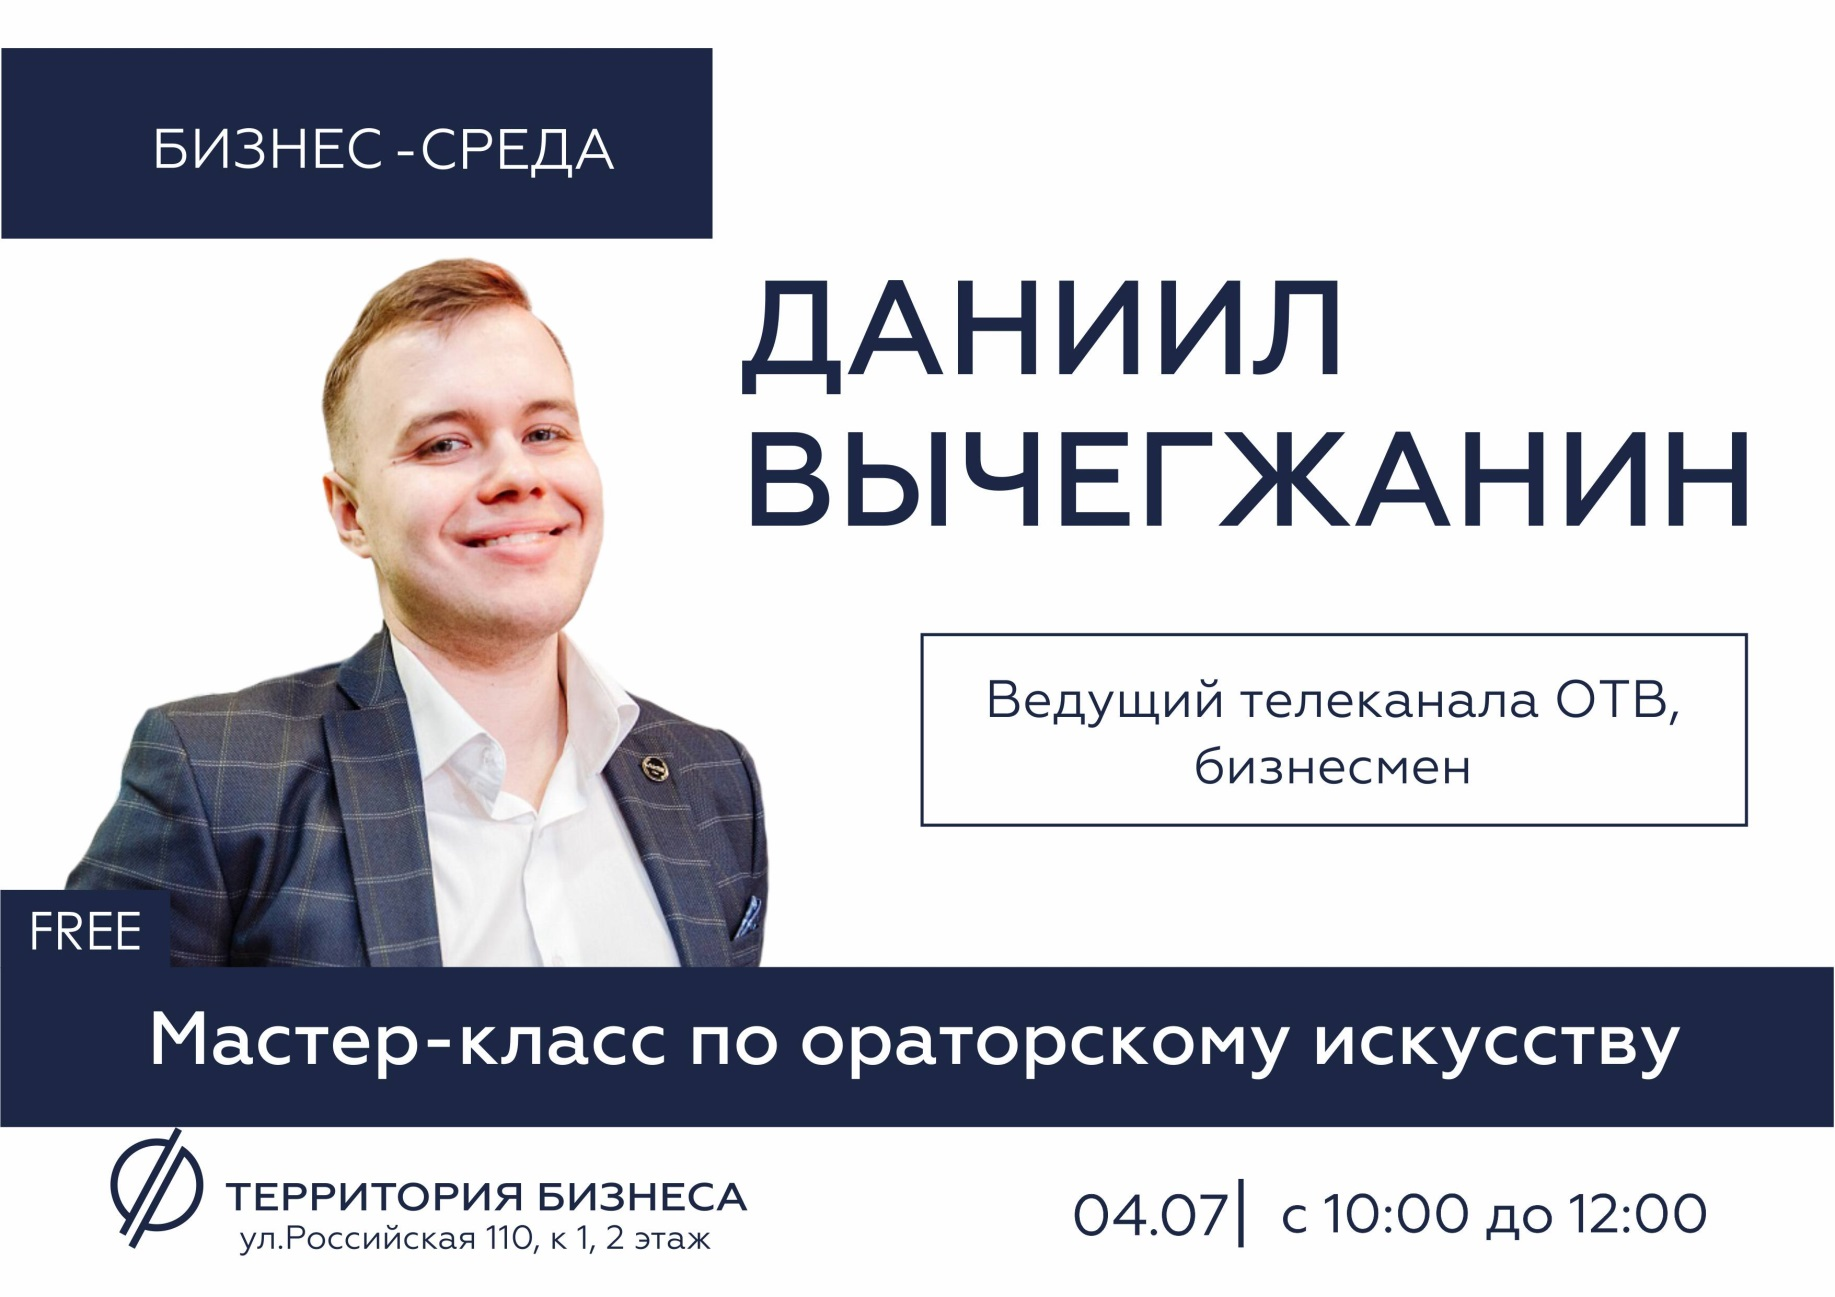 БИЗНЕС -СРЕДА
ДАНИИЛ
ВЫЧЕГЖАНИН
Ведущий телеканала ОТВ,
бизнесмен
FREE
Мастер-класс по ораторскому искусству
ТЕРРИТОРИЯ БИЗНЕСА
ул.Российская 110, к 1, 2 этаж
04.07| с 10:00 до 12:00